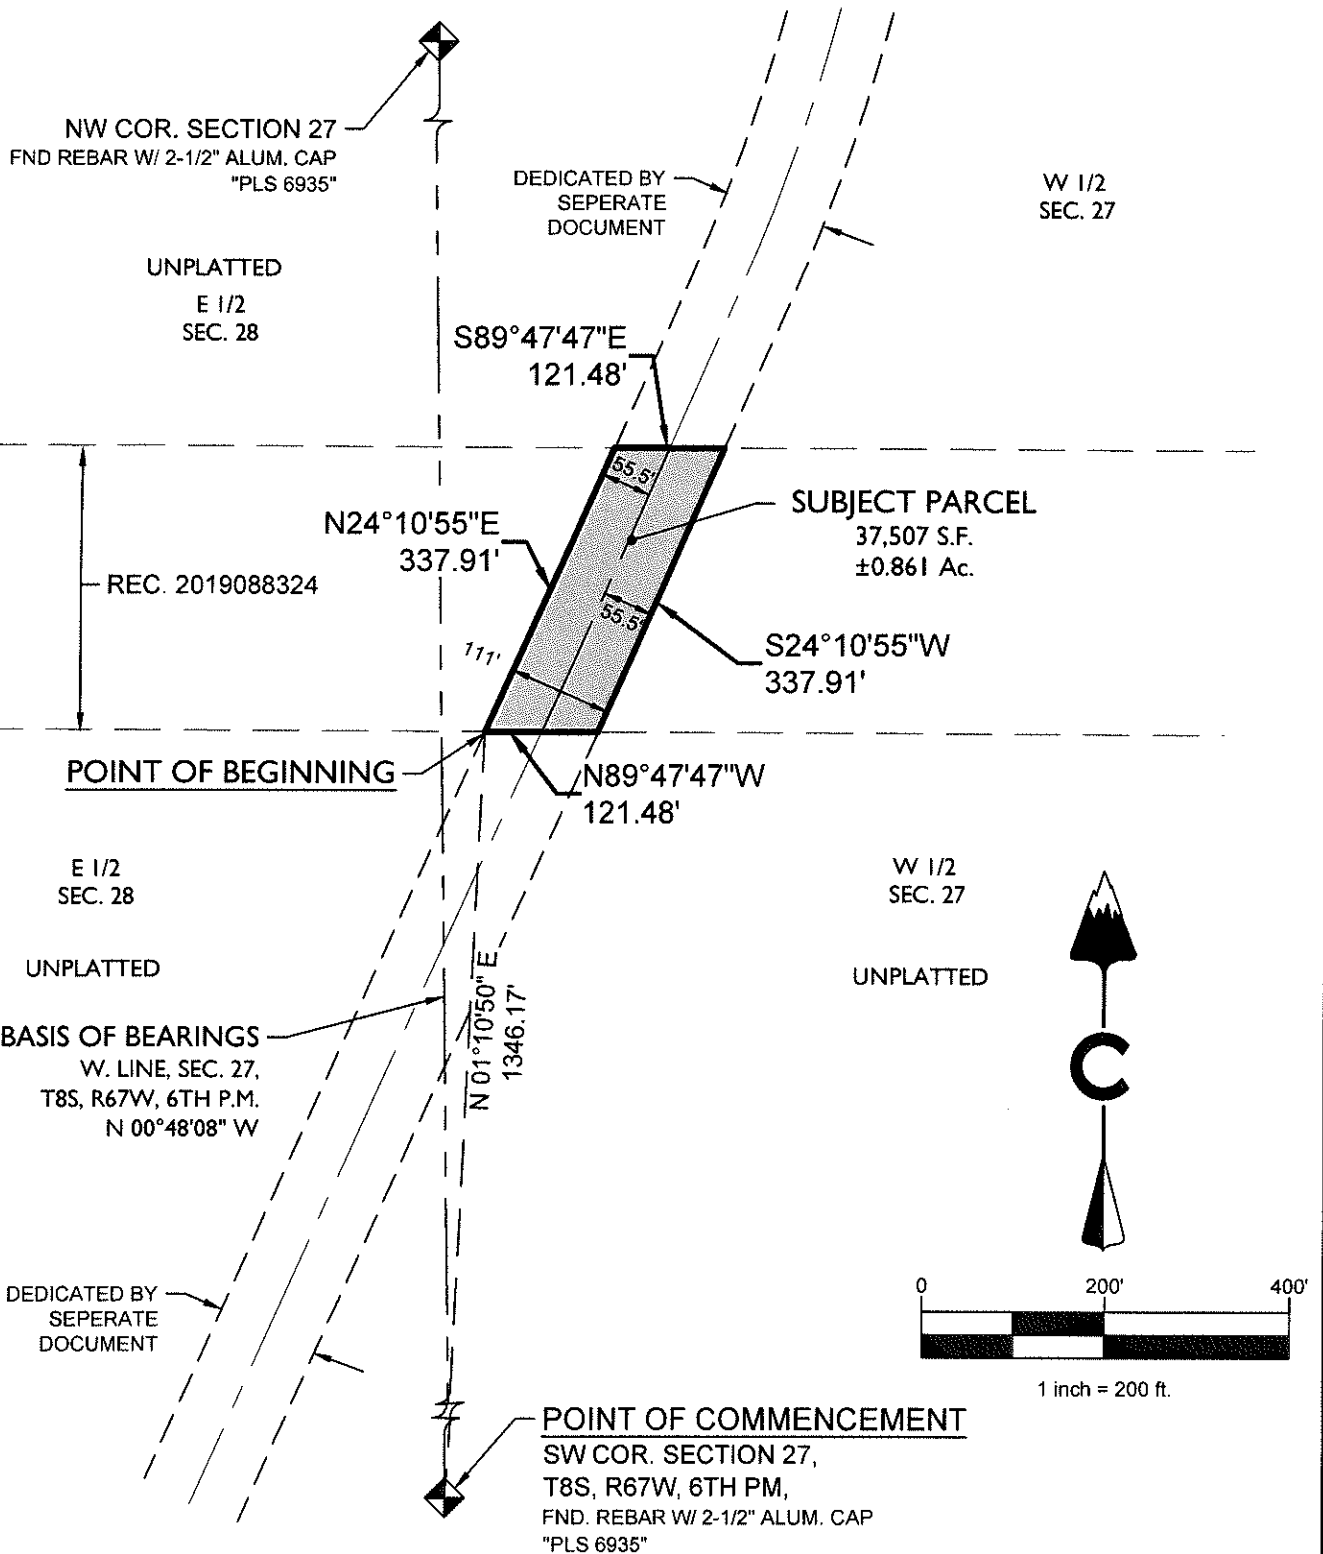 NW COR. SECTION 27
FND REBAR W/ 2-1/2" ALUM. CAP
"PLS 6935"
DEDICATED BY
SEPERATE
DOCUMENT
W 1/2
SEC. 27
UNPLATTED
E 1/2
SEC. 28
S89°47'47"E
121.48'
55.5'
SUBJECT PARCEL
37,507 S.F.
±0.861 Ac.
N24°10'55"E
337.91'
REC. 2019088324
55.5'
S24°10'55"W
337.91'
111'
POINT OF BEGINNING
N89°47'47"W
121.48'
E 1/2
SEC. 28
W 1/2
SEC. 27
UNPLATTED
UNPLATTED
N 01°10'50" E
1346.17'
BASIS OF BEARINGS
W. LINE, SEC. 27,
T8S, R67W, 6TH P.M.
N 00°48'08" W
C
DEDICATED BY
SEPERATE
DOCUMENT
0 200' 400'
1 inch = 200 ft.
POINT OF COMMENCEMENT
SW COR. SECTION 27,
T8S, R67W, 6TH PM,
FND. REBAR W/ 2-1/2" ALUM. CAP
"PLS 6935"